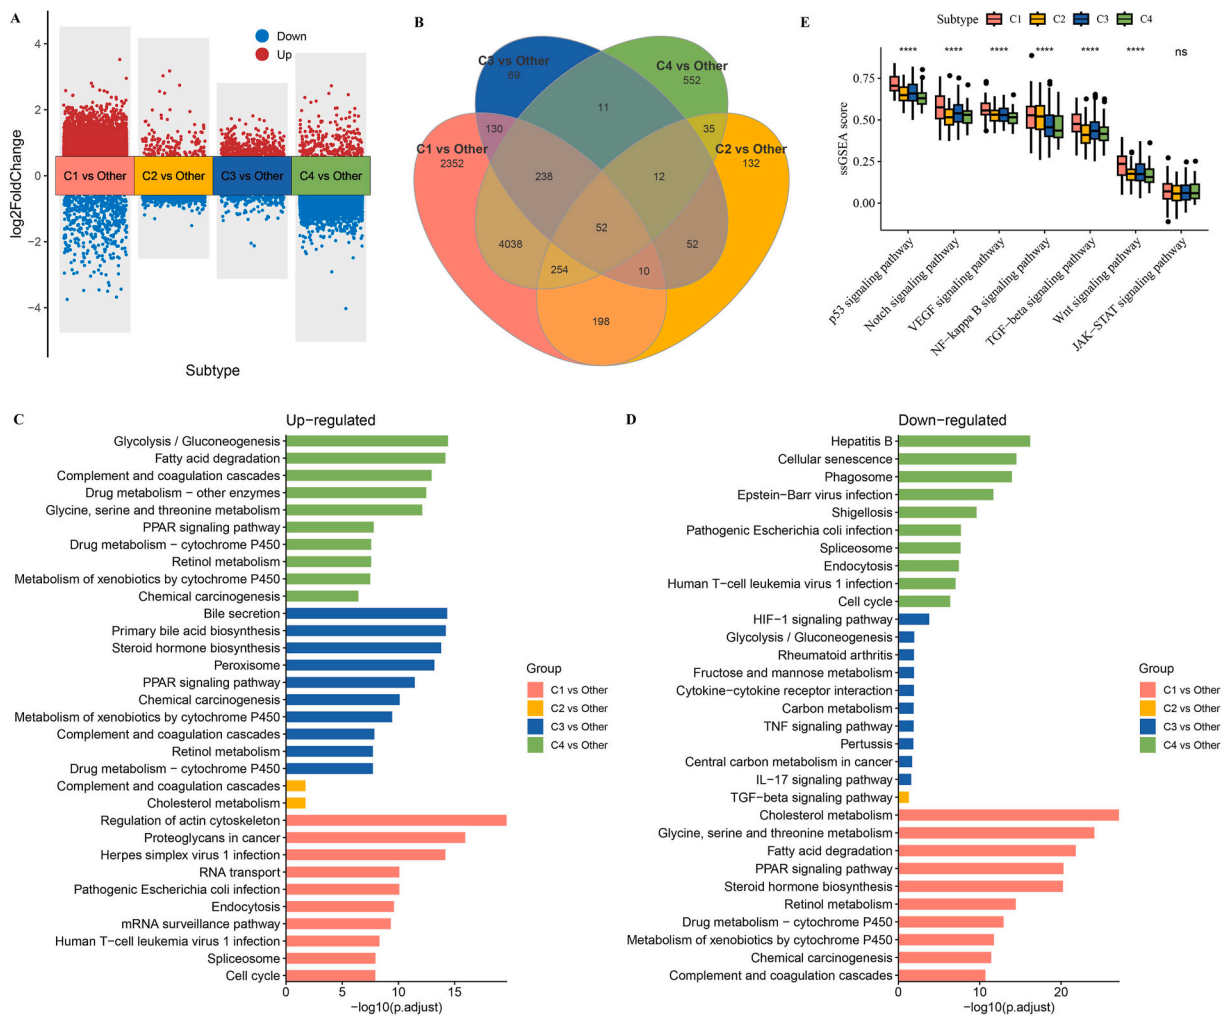 A
Down
Up
4
2
0
−2
−4
log2FoldChange
C1 vs Other
C2 vs Other
C3 vs Other
C4 vs Other
Subtype
B
C3 vs Other
69
C4 vs Other
552
11
130
35
C1 vs Other
2352
C2 vs Other
132
238
12
52
4038
52
254
10
198
E
Subtype C1 C2 C3 C4
**** **** **** **** **** **** ns
0.75
0.50
0.25
0.00
ssGSEA score
p53 signaling pathway
Notch signaling pathway
VEGF signaling pathway
NF−kappa B signaling pathway
TGF−beta signaling pathway
Wnt signaling pathway
JAK−STAT signaling pathway
C
Up−regulated
Glycolysis / Gluconeogenesis
Fatty acid degradation
Complement and coagulation cascades
Drug metabolism − other enzymes
Glycine, serine and threonine metabolism
PPAR signaling pathway
Drug metabolism − cytochrome P450
Retinol metabolism
Metabolism of xenobiotics by cytochrome P450
Chemical carcinogenesis
Bile secretion
Primary bile acid biosynthesis
Steroid hormone biosynthesis
Peroxisome
PPAR signaling pathway
Chemical carcinogenesis
Metabolism of xenobiotics by cytochrome P450
Complement and coagulation cascades
Retinol metabolism
Drug metabolism − cytochrome P450
Complement and coagulation cascades
Cholesterol metabolism
Regulation of actin cytoskeleton
Proteoglycans in cancer
Herpes simplex virus 1 infection
RNA transport
Pathogenic Escherichia coli infection
Endocytosis
mRNA surveillance pathway
Human T−cell leukemia virus 1 infection
Spliceosome
Cell cycle
0 5 10 15
−log10(p.adjust)
Group
C1 vs Other
C2 vs Other
C3 vs Other
C4 vs Other
D
Down−regulated
Hepatitis B
Cellular senescence
Phagosome
Epstein−Barr virus infection
Shigellosis
Pathogenic Escherichia coli infection
Spliceosome
Endocytosis
Human T−cell leukemia virus 1 infection
Cell cycle
HIF−1 signaling pathway
Glycolysis / Gluconeogenesis
Rheumatoid arthritis
Fructose and mannose metabolism
Cytokine−cytokine receptor interaction
Carbon metabolism
TNF signaling pathway
Pertussis
Central carbon metabolism in cancer
IL−17 signaling pathway
TGF−beta signaling pathway
Cholesterol metabolism
Glycine, serine and threonine metabolism
Fatty acid degradation
PPAR signaling pathway
Steroid hormone biosynthesis
Retinol metabolism
Drug metabolism − cytochrome P450
Metabolism of xenobiotics by cytochrome P450
Chemical carcinogenesis
Complement and coagulation cascades
0 10 20
−log10(p.adjust)
Group
C1 vs Other
C2 vs Other
C3 vs Other
C4 vs Other